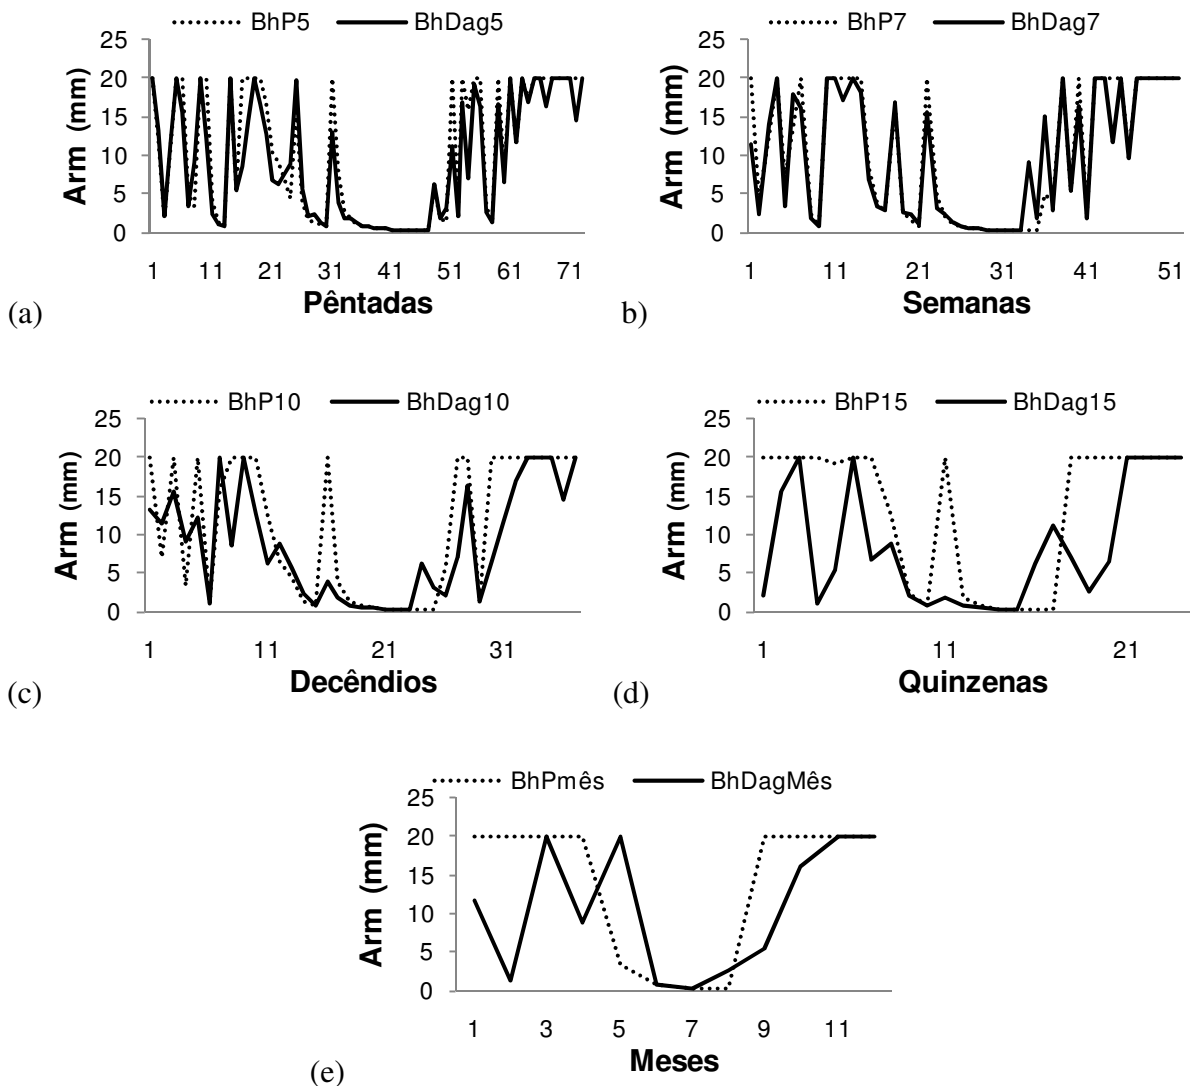 BhP5 BhDag5
25
20
15
10
5
0
Arm (mm)
1 11 21 31 41 51 61 71
Pêntadas
(a)
BhP7 BhDag7
25
20
15
10
5
0
Arm (mm)
1 11 21 31 41 51
Semanas
b)
BhP10 BhDag10
25
20
15
10
5
0
Arm (mm)
1 11 21 31
Decêndios
(c)
BhP15 BhDag15
25
20
15
10
5
0
Arm (mm)
1 11 21
Quinzenas
(d)
BhPmês BhDagMês
25
20
15
10
5
0
Arm (mm)
1 3 5 7 9 11
Meses
(e)